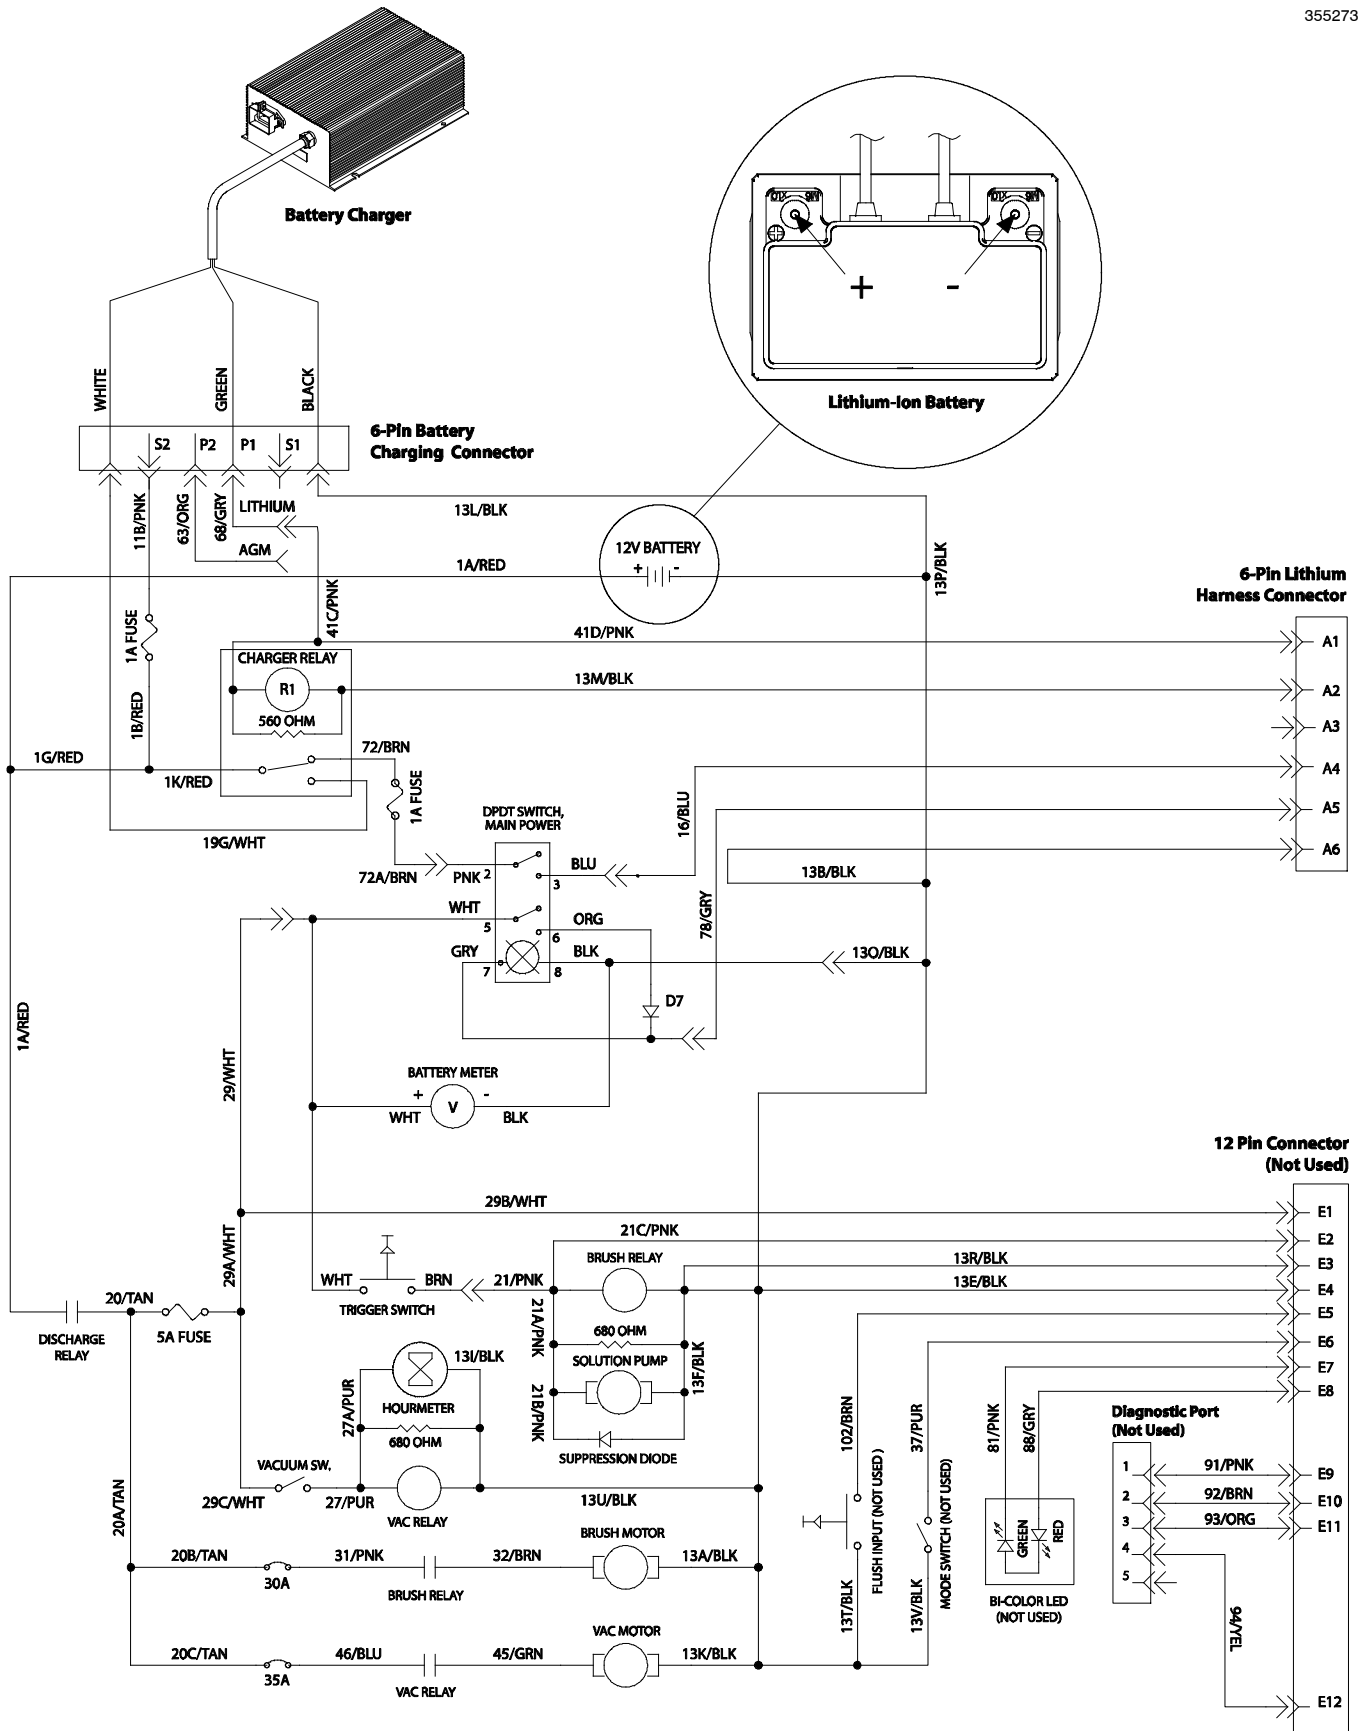 355273
Battery Charger
MG X10
MG X10
+ -
Lithium-Ion Battery
WHITE
GREEN
BLACK
6-Pin Battery
Charging Connector
S2
P2
P1
S1
11B/PNK
63/ORG
68/GRY
LITHIUM
AGM
13L/BLK
12V BATTERY
+ -
1A/RED
13P/BLK
41C/PNK
6-Pin Lithium
Harness Connector
1A FUSE
41D/PNK
A1
CHARGER RELAY
R1
13M/BLK
A2
560 OHM
A3
1B/RED
72/BRN
1G/RED
1K/RED
A4
1A FUSE
16/BLU
A5
DPDT SWITCH,
MAIN POWER
19G/WHT
A6
72A/BRN
PNK
2
BLU
3
13B/BLK
78/GRY
WHT
5
ORG
6
GRY
7
BLK
8
13O/BLK
D7
1A/RED
29/WHT
BATTERY METER
+ -
V
WHT
BLK
12 Pin Connector
(Not Used)
29B/WHT
E1
21C/PNK
E2
29A/WHT
BRUSH RELAY
13R/BLK
E3
WHT
BRN
21/PNK
13E/BLK
E4
TRIGGER SWITCH
20/TAN
E5
5A FUSE
DISCHARGE
RELAY
21A/PNK
680 OHM
E6
SOLUTION PUMP
13F/BLK
13I/BLK
E7
HOURMETER
27A/PUR
21B/PNK
E8
680 OHM
SUPPRESSION DIODE
102/BRN
37/PUR
81/PNK
88/GRY
Diagnostic Port
(Not Used)
VACUUM SW.
29C/WHT
27/PUR
VAC RELAY
13U/BLK
1
91/PNK
E9
2
92/BRN
E10
3
93/ORG
E11
4
5
20A/TAN
FLUSH INPUT (NOT USED )
MODE SWITCH (NOT USED)
GREEN
RED
BI-COLOR LED
(NOT USED)
BRUSH MOTOR
20B/TAN
30A
31/PNK
BRUSH RELAY
32/BRN
13A/BLK
13T/BLK
13V/BLK
94/YEL
VAC MOTOR
20C/TAN
35A
46/BLU
VAC RELAY
45/GRN
13K/BLK
E12